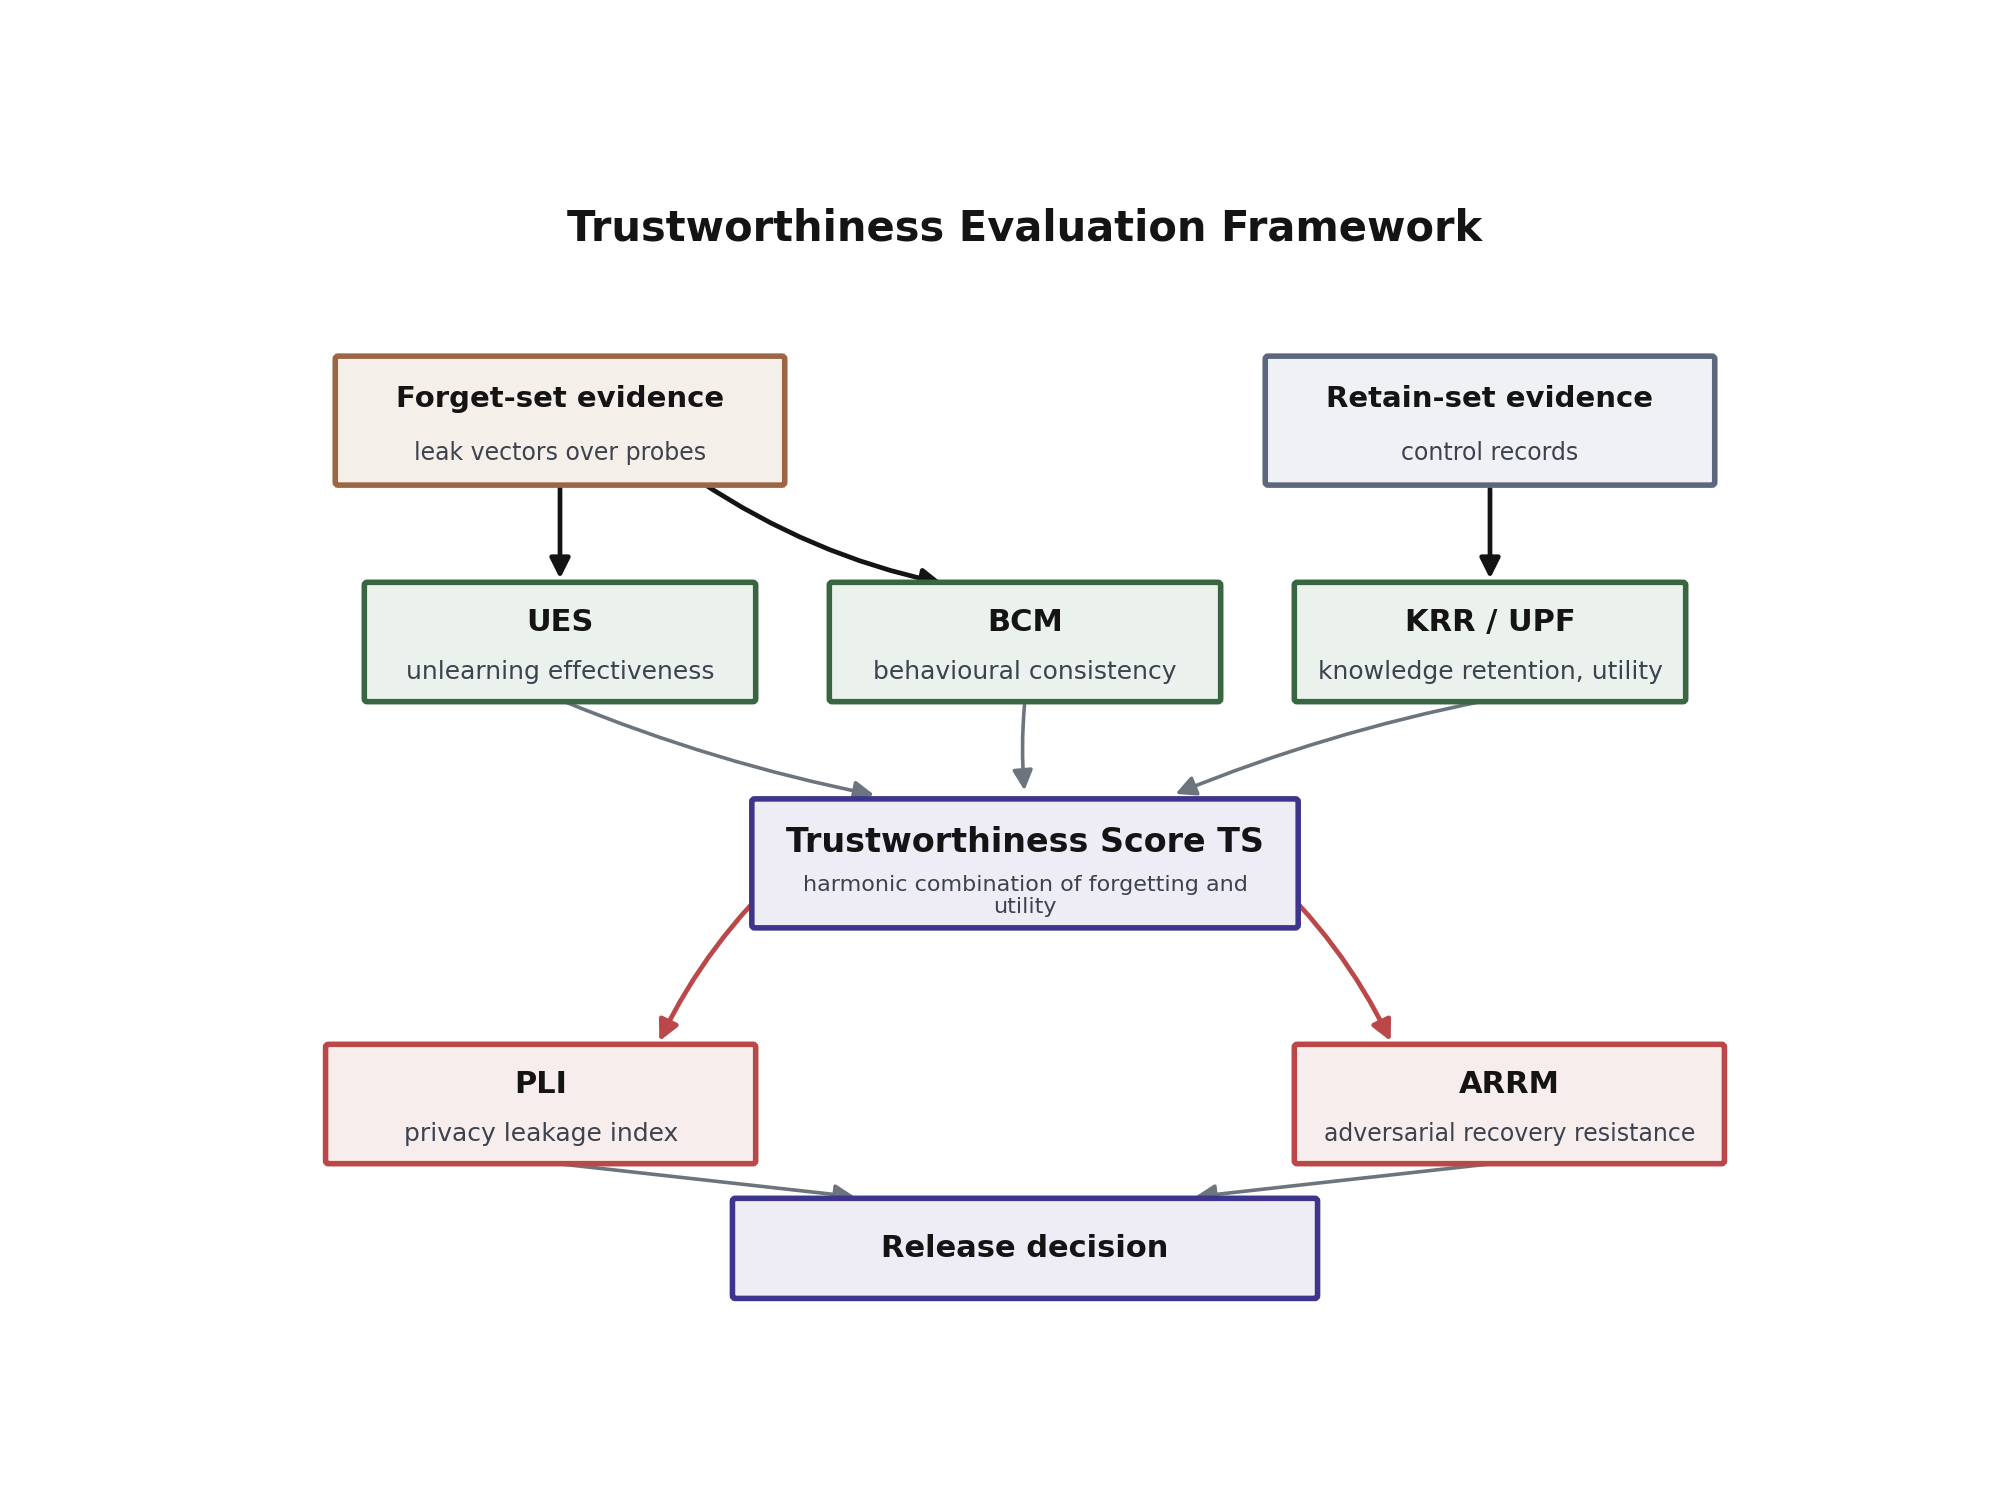 Trustworthiness Evaluation Framework
Forget-set evidence
leak vectors over probes
Retain-set evidence
control records
UES
unlearning effectiveness
BCM
behavioural consistency
KRR / UPF
knowledge retention, utility
Trustworthiness Score TS
harmonic combination of forgetting and
utility
PLI
privacy leakage index
ARRM
adversarial recovery resistance
Release decision